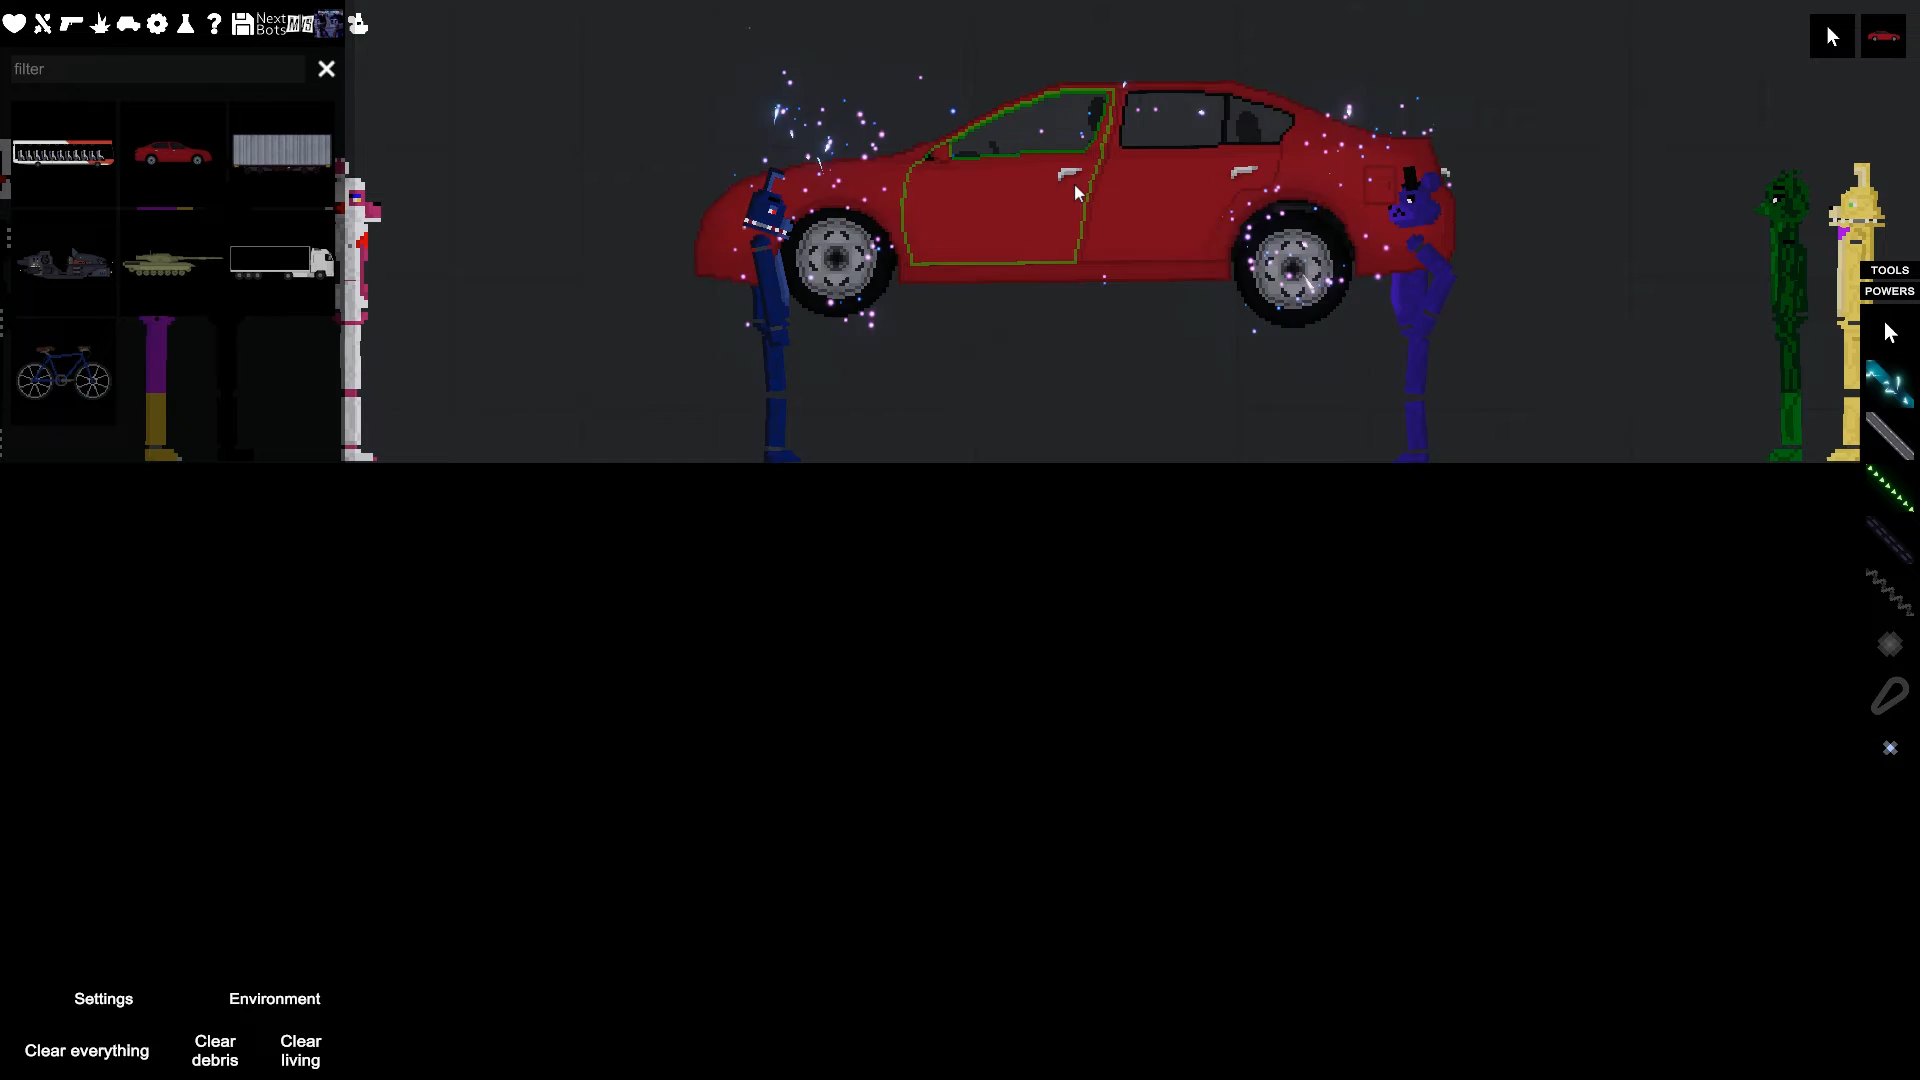 Next
Bots
filter
TOOLS
POWERS
Settings
Environment
Clear everything
Clear
debris
Clear
living